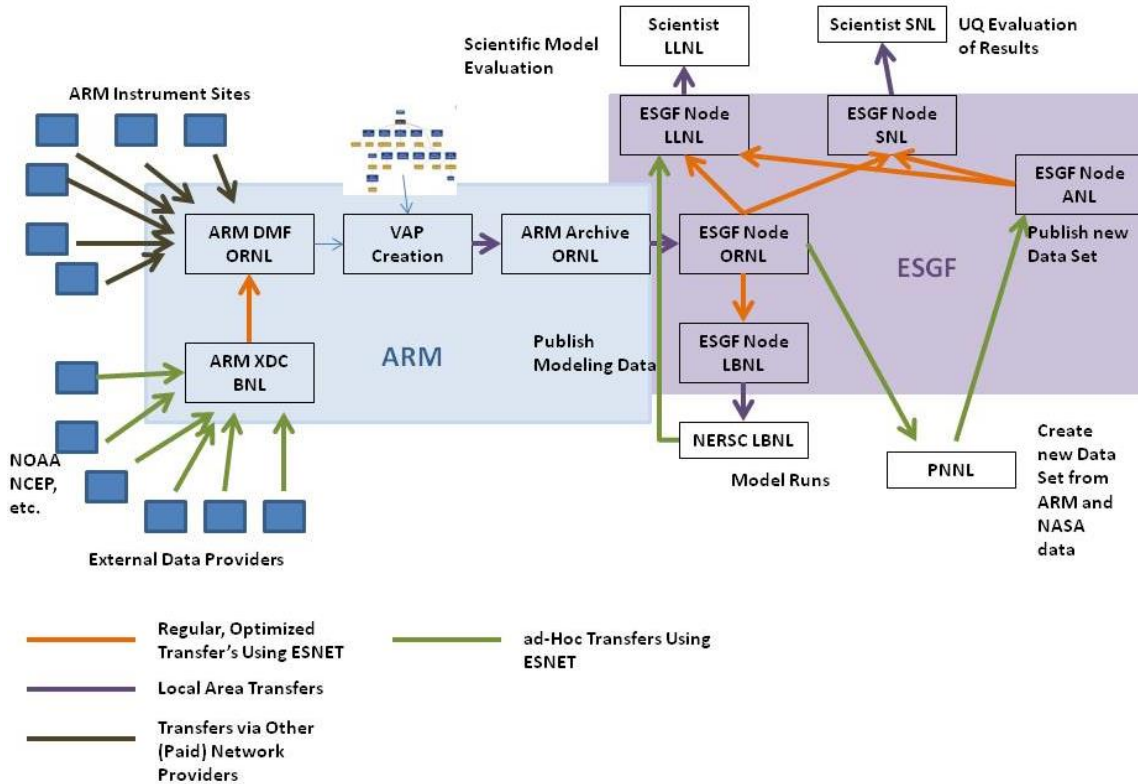 Scientist
LLNL
Scientist SNL
UQ Evaluation
of Results
Scientific Model
Evaluation
ARM Instrument Sites
ESGF Node
LLNL
ESGF Node
SNL
ESGF Node
ANL
ARM DMF
ORNL
VAP
Creation
ARM Archive
ORNL
ESGF Node
ORNL
Publish new
Data Set
ESGF
ARM XDC
BNL
ARM
Publish
Modeling Data
ESGF Node
LBNL
NERSC LBNL
Model Runs
PNNL
Create
new Data
Set from
ARM and
NASA
data
NOAA
NCEP,
etc.
External Data Providers
Regular, Optimized
Transfer’s Using ESNET
ad-Hoc Transfers Using
ESNET
Local Area Transfers
Transfers via Other
(Paid) Network
Providers